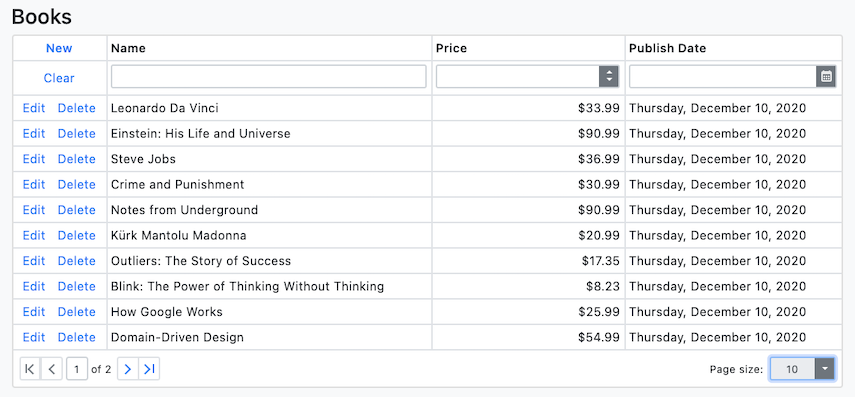 Books
New Name Price Publish Date
Clear
Edit Delete Leonardo Da Vinci $33.99 Thursday, December 10, 2020
Edit Delete Einstein: His Life and Universe $90.99 Thursday, December 10, 2020
Edit Delete Steve Jobs $36.99 Thursday, December 10, 2020
Edit Delete Crime and Punishment $30.99 Thursday, December 10, 2020
Edit Delete Notes from Underground $90.99 Thursday, December 10, 2020
Edit Delete Kürk Mantolu Madonna $20.99 Thursday, December 10, 2020
Edit Delete Outliers: The Story of Success $17.35 Thursday, December 10, 2020
Edit Delete Blink: The Power of Thinking Without Thinking $8.23 Thursday, December 10, 2020
Edit Delete How Google Works $25.99 Thursday, December 10, 2020
Edit Delete Domain-Driven Design $54.99 Thursday, December 10, 2020
1 of 2 Page size: 10